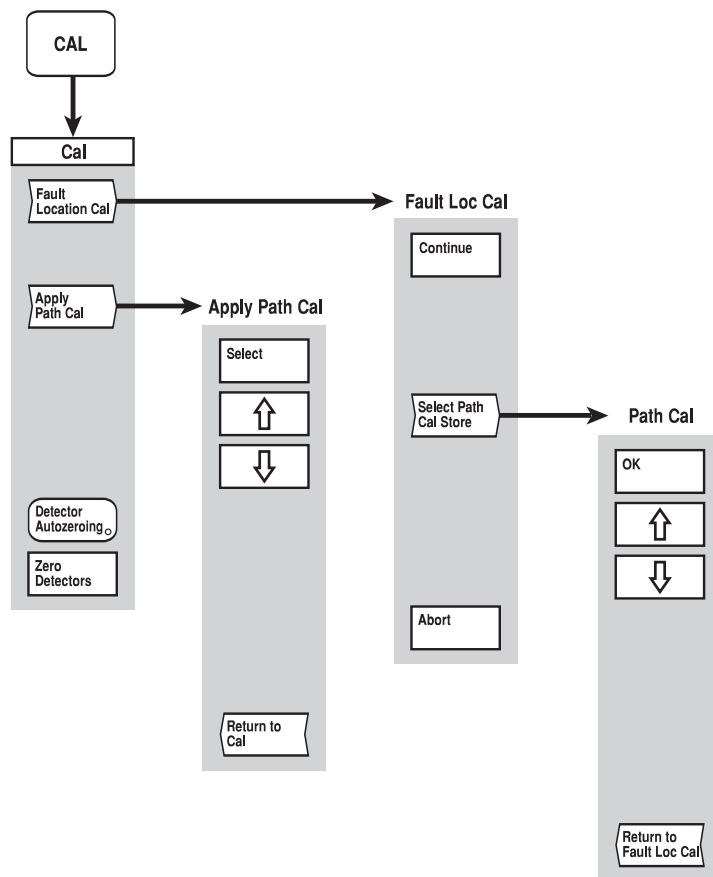 CAL
Cal
Fault
Location Cal
Apply
Path Cal
Detector
Autozeroing
Zero
Detectors
Apply Path Cal
Select
Return to
Cal
Fault Loc Cal
Continue
Select Path
Cal Store
Abort
Path Cal
OK
Return to
Fault Loc Cal